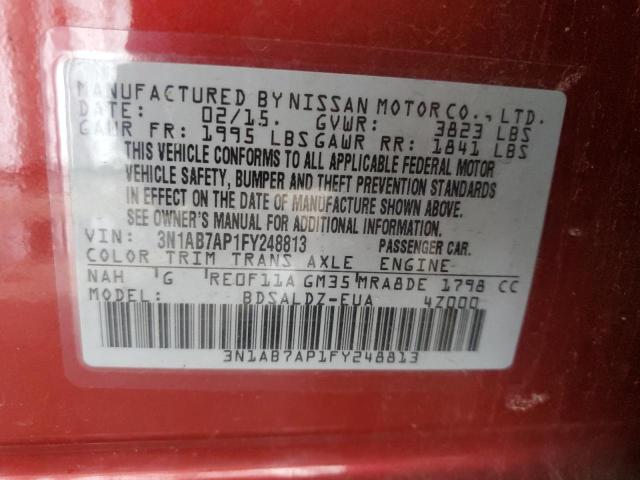 MANUFACTURED BY NISSAN MOTOR CO., LTD.
DATE: 02/15. GVWR: 3823 LBS
GAWR FR: 1995 LBS GAWR RR: 1841 LBS
THIS VEHICLE CONFORMS TO ALL APPLICABLE FEDERAL MOTOR
VEHICLE SAFETY, BUMPER AND THEFT PREVENTION STANDARDS
IN EFFECT ON THE DATE OF MANUFACTURE SHOWN ABOVE.
SEE OWNER'S MANUAL FOR ADDITIONAL INFORMATION.
VIN: 3N1AB7AP1FY248813 PASSENGER CAR.
COLOR TRIM TRANS AXLE ENGINE
NAH G RE0F11A GM35 MRA8DE 1798 CC
MODEL: BDSALDZ-EUA 4Z000
3N1AB7AP1FY248813